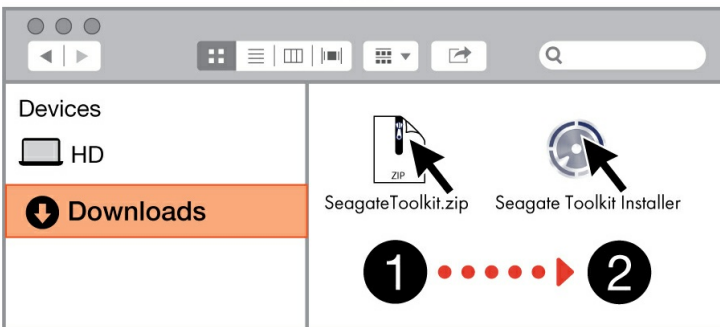 Devices
HD
Downloads
ZIP
SeagateToolkit.zip
Seagate Toolkit Installer
1
2